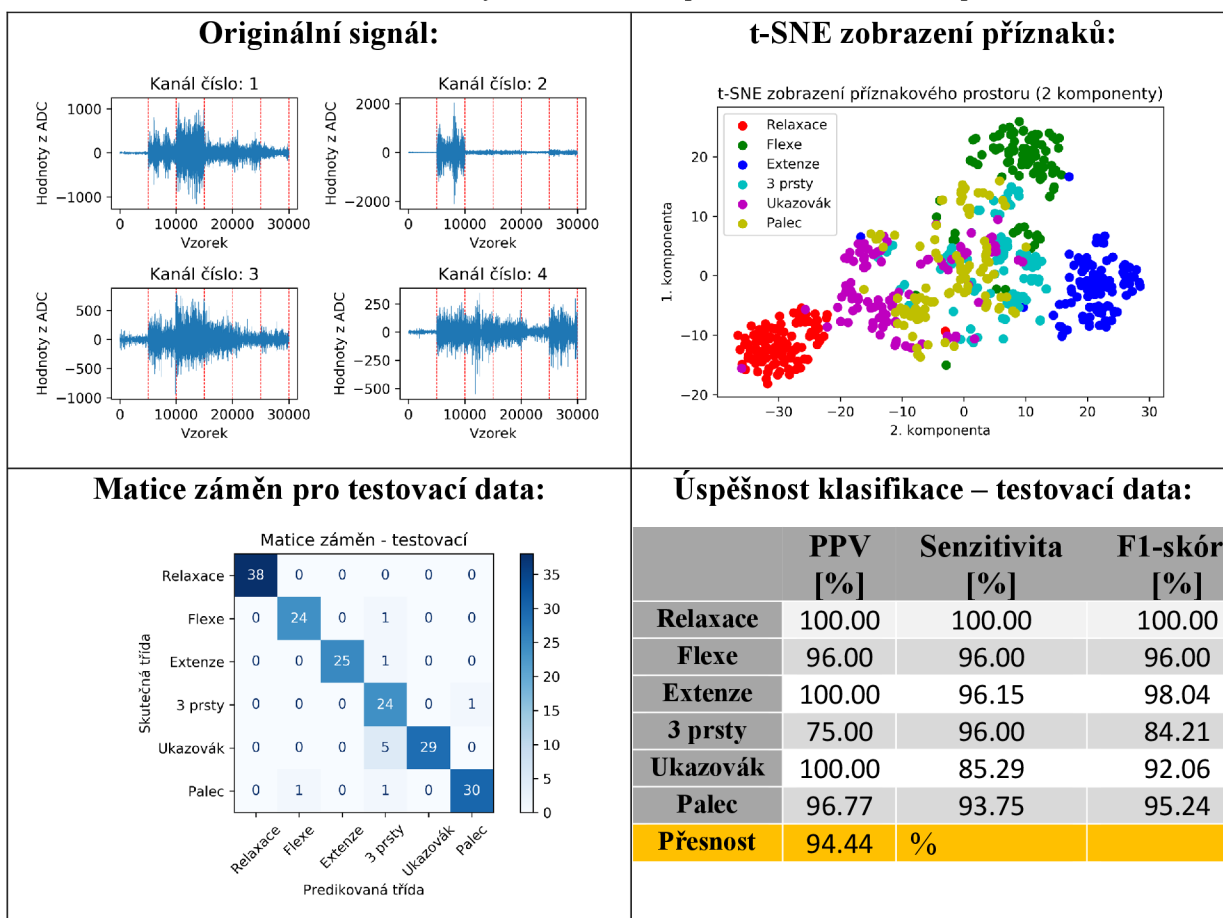 Originální signál:
Kanál číslo: 1
Hodnoty z ADC
1000
0
−1000
0
10000
20000
30000
Vzorek
Kanál číslo: 2
Hodnoty z ADC
2000
0
−2000
0
10000
20000
30000
Vzorek
Kanál číslo: 3
Hodnoty z ADC
500
0
−500
−1000
0
10000
20000
30000
Vzorek
Kanál číslo: 4
Hodnoty z ADC
250
0
−250
−500
0
10000
20000
30000
Vzorek
t-SNE zobrazení příznaků:
t-SNE zobrazení příznakového prostoru (2 komponenty)
Relaxace
Flexe
Extenze
3 prsty
Ukazovák
Palec
1. komponenta
20
10
0
−10
−20
−30
−20
−10
0
10
20
30
2. komponenta
Matice záměn pro testovací data:
Matice záměn - testovací
Skutečná třída
Relaxace 38 0 0 0 0 0
Flexe 0 24 0 1 0 0
Extenze 0 0 25 1 0 0
3 prsty 0 0 0 24 0 1
Ukazovák 0 0 0 5 29 0
Palec 0 1 0 1 0 30
Relaxace Flexe Extenze 3 prsty Ukazovák Palec
Predikovaná třída
35
30
25
20
15
10
5
0
Úspěšnost klasifikace – testovací data:
PPV Senzitivita F1-skór
[%] [%] [%]
Relaxace 100.00 100.00 100.00
Flexe 96.00 96.00 96.00
Extenze 100.00 96.15 98.04
3 prsty 75.00 96.00 84.21
Ukazovák 100.00 85.29 92.06
Palec 96.77 93.75 95.24
Přesnost 94.44 %